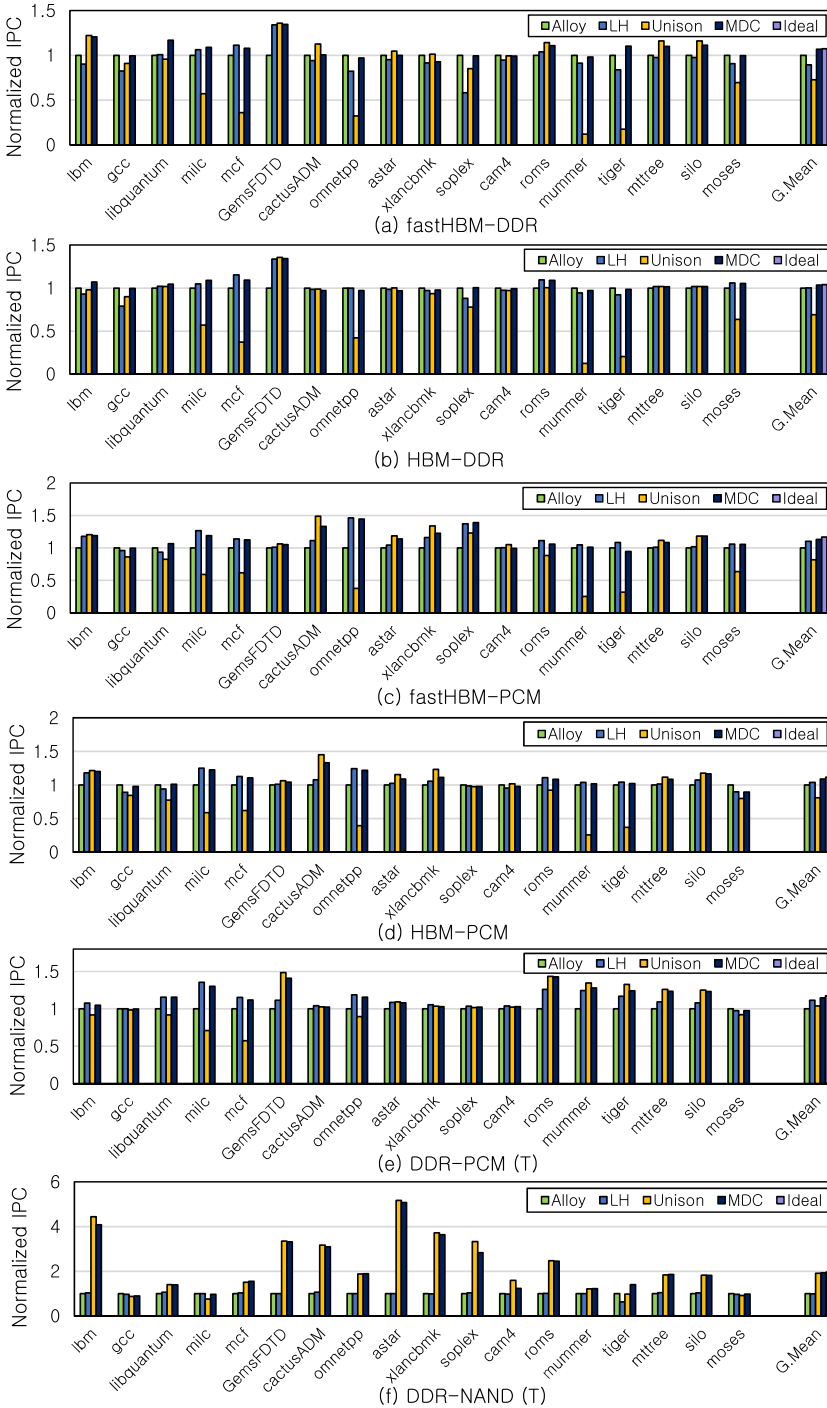 Normalized IPC
1.5
1
0.5
0
Alloy LH Unison MDC Ideal
lbm gcc libquantum milc mcf GemsFDTD cactusADM omnetpp astar xlancbmk soplex cam4 roms mummer tiger mttree silo moses G.Mean
(a) fastHBM-DDR
Normalized IPC
1.5
1
0.5
0
Alloy LH Unison MDC Ideal
lbm gcc libquantum milc mcf GemsFDTD cactusADM omnetpp astar xlancbmk soplex cam4 roms mummer tiger mttree silo moses G.Mean
(b) HBM-DDR
Normalized IPC
2
1.5
1
0.5
0
Alloy LH Unison MDC Ideal
lbm gcc libquantum milc mcf GemsFDTD cactusADM omnetpp astar xlancbmk soplex cam4 roms mummer tiger mttree silo moses G.Mean
(c) fastHBM-PCM
Normalized IPC
2
1.5
1
0.5
0
Alloy LH Unison MDC Ideal
lbm gcc libquantum milc mcf GemsFDTD cactusADM omnetpp astar xlancbmk soplex cam4 roms mummer tiger mttree silo moses G.Mean
(d) HBM-PCM
Normalized IPC
1.5
1
0.5
0
Alloy LH Unison MDC Ideal
lbm gcc libquantum milc mcf GemsFDTD cactusADM omnetpp astar xlancbmk soplex cam4 roms mummer tiger mttree silo moses G.Mean
(e) DDR-PCM (T)
Normalized IPC
6
4
2
0
Alloy LH Unison MDC Ideal
lbm gcc libquantum milc mcf GemsFDTD cactusADM omnetpp astar xlancbmk soplex cam4 roms mummer tiger mttree silo moses G.Mean
(f) DDR-NAND (T)